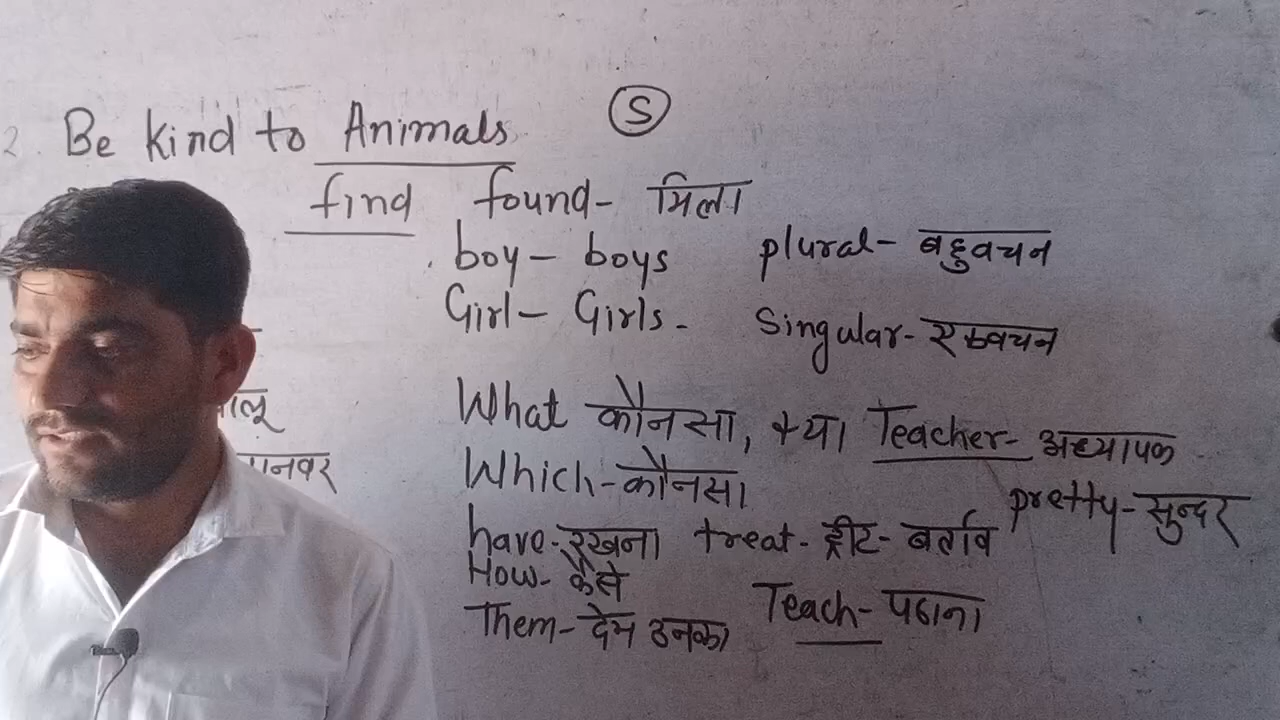 2. Be kind to Animals Ⓢ
find found- मिला
boy- boys plural- बहुवचन
Girl- Girls- Singular- एकवचन
What कौनसा, क्या Teacher- अध्यापक
Which- कौनसा
pretty- सुन्दर
have- रखना treat- ट्रीट- बर्ताव
How- कैसे
Them- देम उनका Teach- पढाना